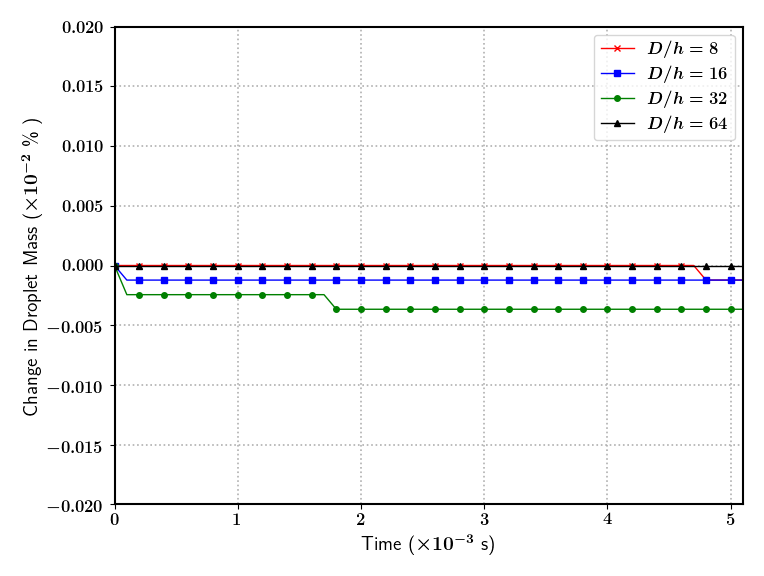 0.020
0.015
0.010
0.005
0.000
−0.005
−0.010
−0.015
−0.020
Change in Droplet Mass (×10⁻² % )
0 1 2 3 4 5
Time (×10⁻³ s)
D/h = 8
D/h = 16
D/h = 32
D/h = 64